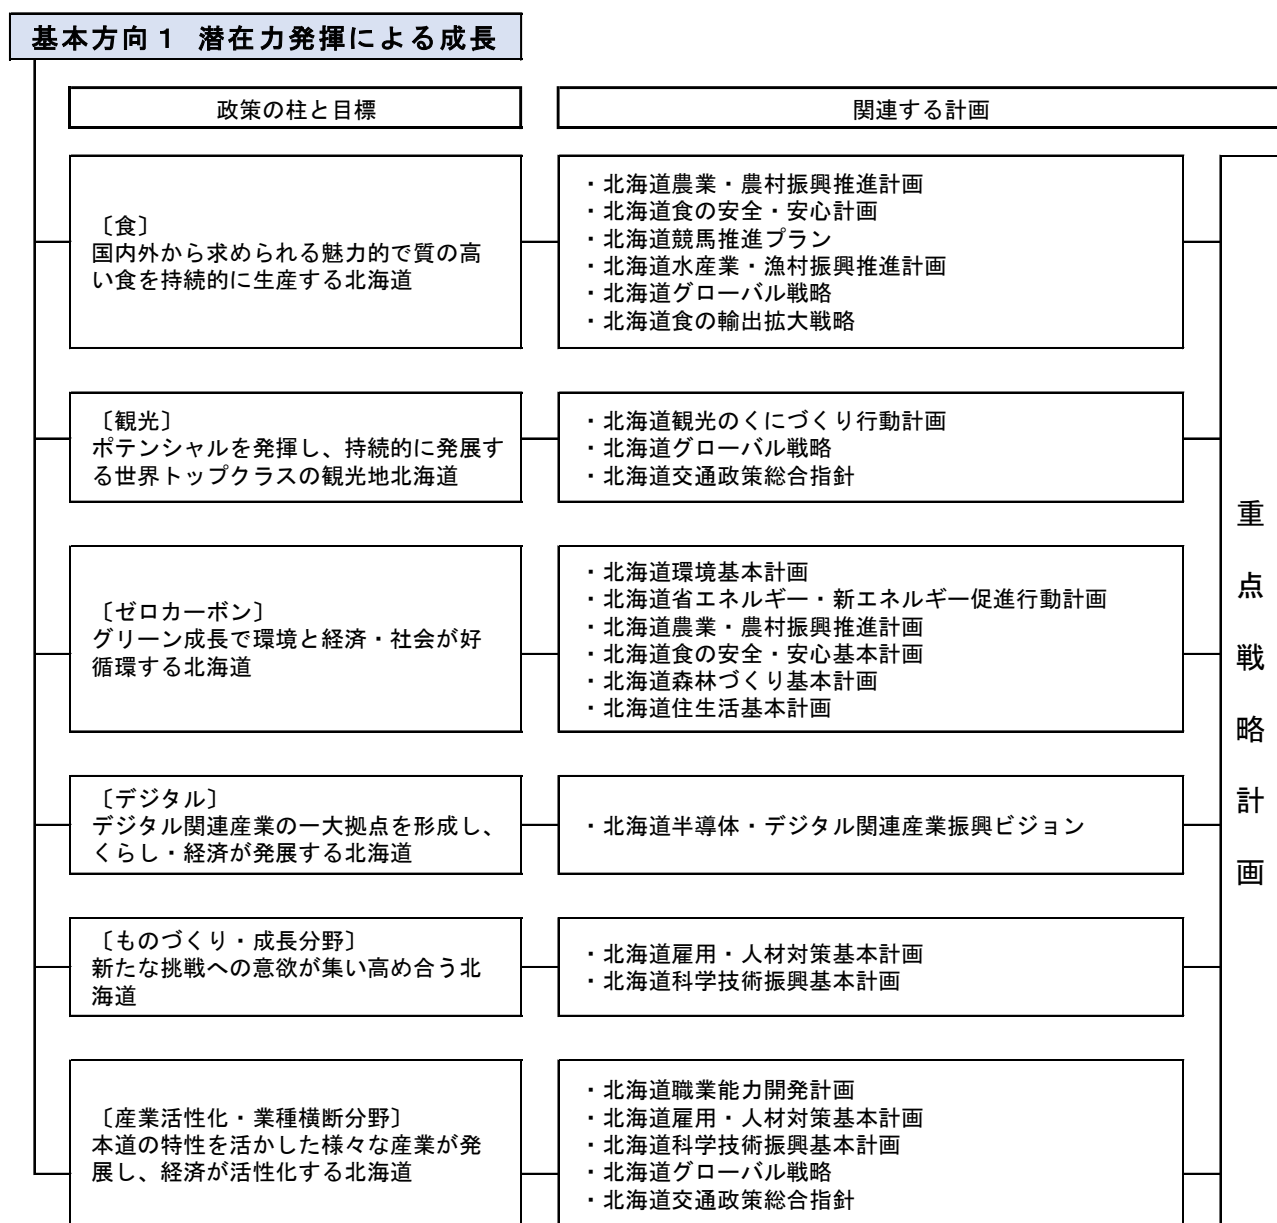 基本方向1 潜在力発揮による成長
政策の柱と目標
関連する計画
〔食〕
国内外から求められる魅力的で質の高
い食を持続的に生産する北海道
・北海道農業・農村振興推進計画
・北海道食の安全・安心計画
・北海道競馬推進プラン
・北海道水産業・漁村振興推進計画
・北海道グローバル戦略
・北海道食の輸出拡大戦略
〔観光〕
ポテンシャルを発揮し、持続的に発展す
る世界トップクラスの観光地北海道
・北海道観光のくにづくり行動計画
・北海道グローバル戦略
・北海道交通政策総合指針
〔ゼロカーボン〕
グリーン成長で環境と経済・社会が好
循環する北海道
・北海道環境基本計画
・北海道省エネルギー・新エネルギー促進行動計画
・北海道農業・農村振興推進計画
・北海道食の安全・安心基本計画
・北海道森林づくり基本計画
・北海道住生活基本計画
〔デジタル〕
デジタル関連産業の一大拠点を形成し、
くらし・経済が発展する北海道
・北海道半導体・デジタル関連産業振興ビジョン
〔ものづくり・成長分野〕
新たな挑戦への意欲が集い高め合う北
海道
・北海道雇用・人材対策基本計画
・北海道科学技術振興基本計画
〔産業活性化・業種横断分野〕
本道の特性を活かした様々な産業が発
展し、経済が活性化する北海道
・北海道職業能力開発計画
・北海道雇用・人材対策基本計画
・北海道科学技術振興基本計画
・北海道グローバル戦略
・北海道交通政策総合指針
重点戦略計画